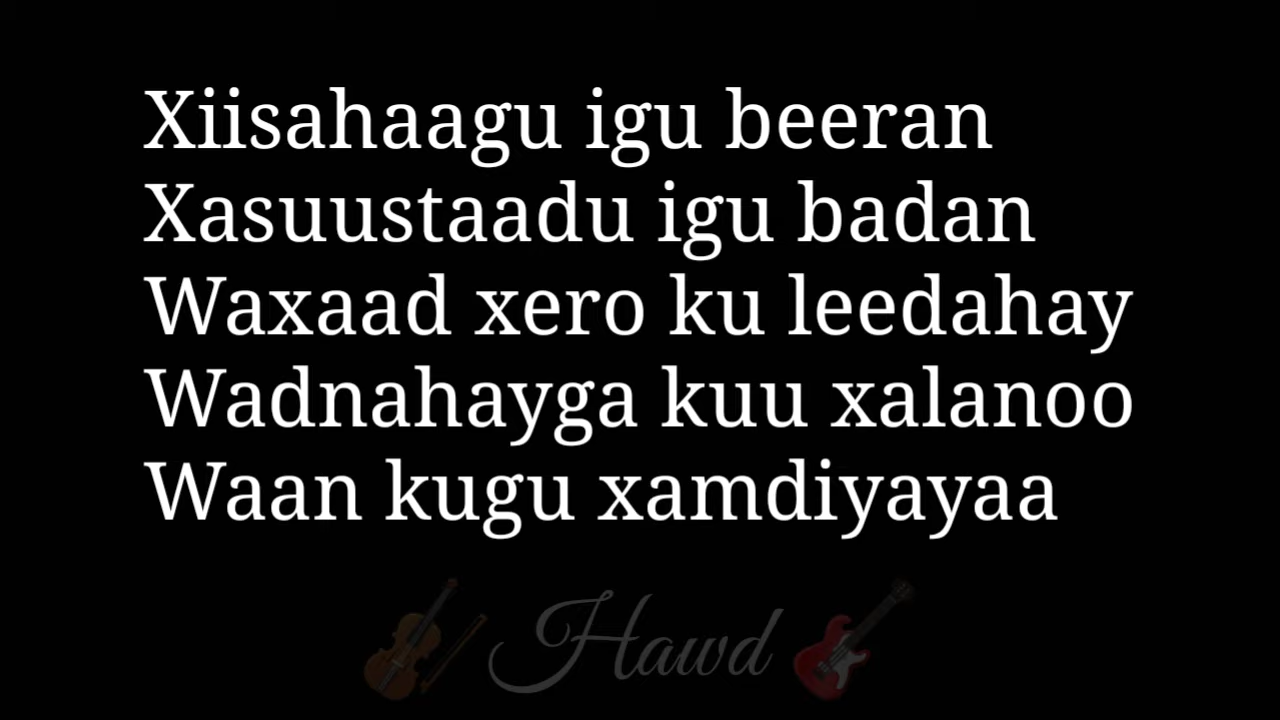 Xiisahaagu igu beeran
Xasuustaadu igu badan
Waxaad xero ku leedahay
Wadnahayga kuu xalanoo
Waan kugu xamdiyayaa
Hawd